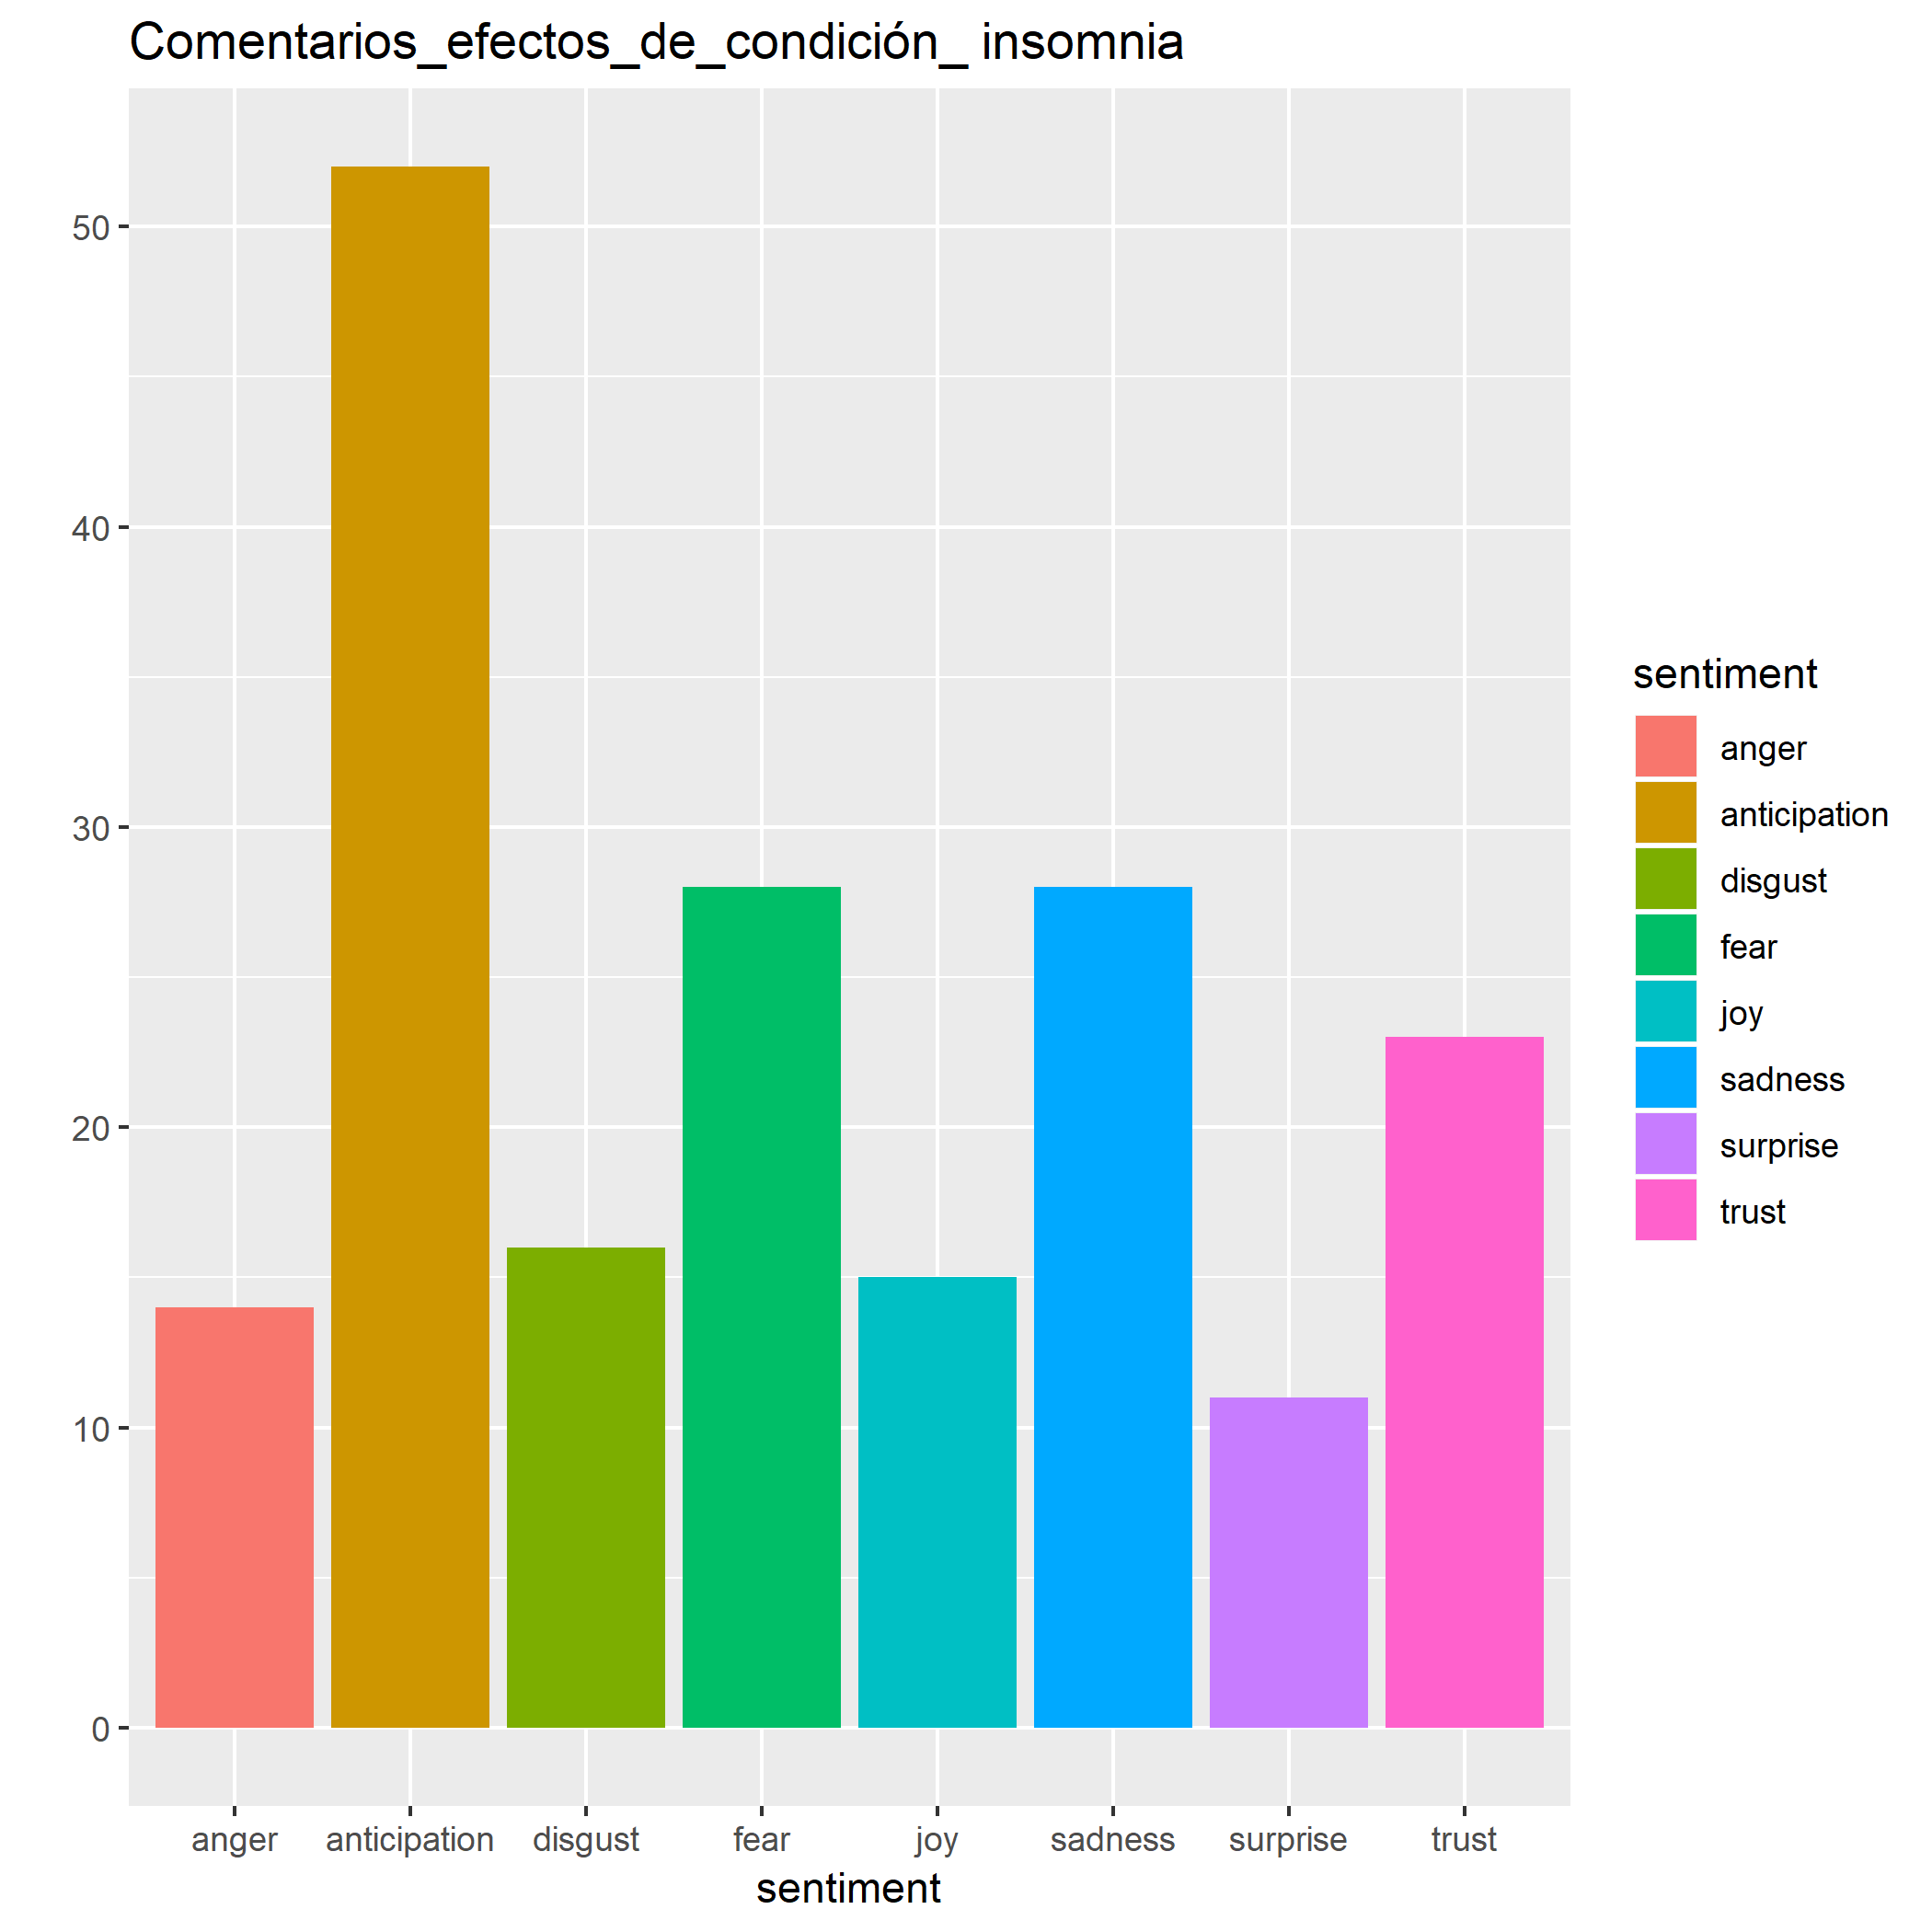 Comentarios_efectos_de_condición_ insomnia
50
40
30
20
10
0
anger anticipation disgust fear joy sadness surprise trust
sentiment
sentiment
anger
anticipation
disgust
fear
joy
sadness
surprise
trust